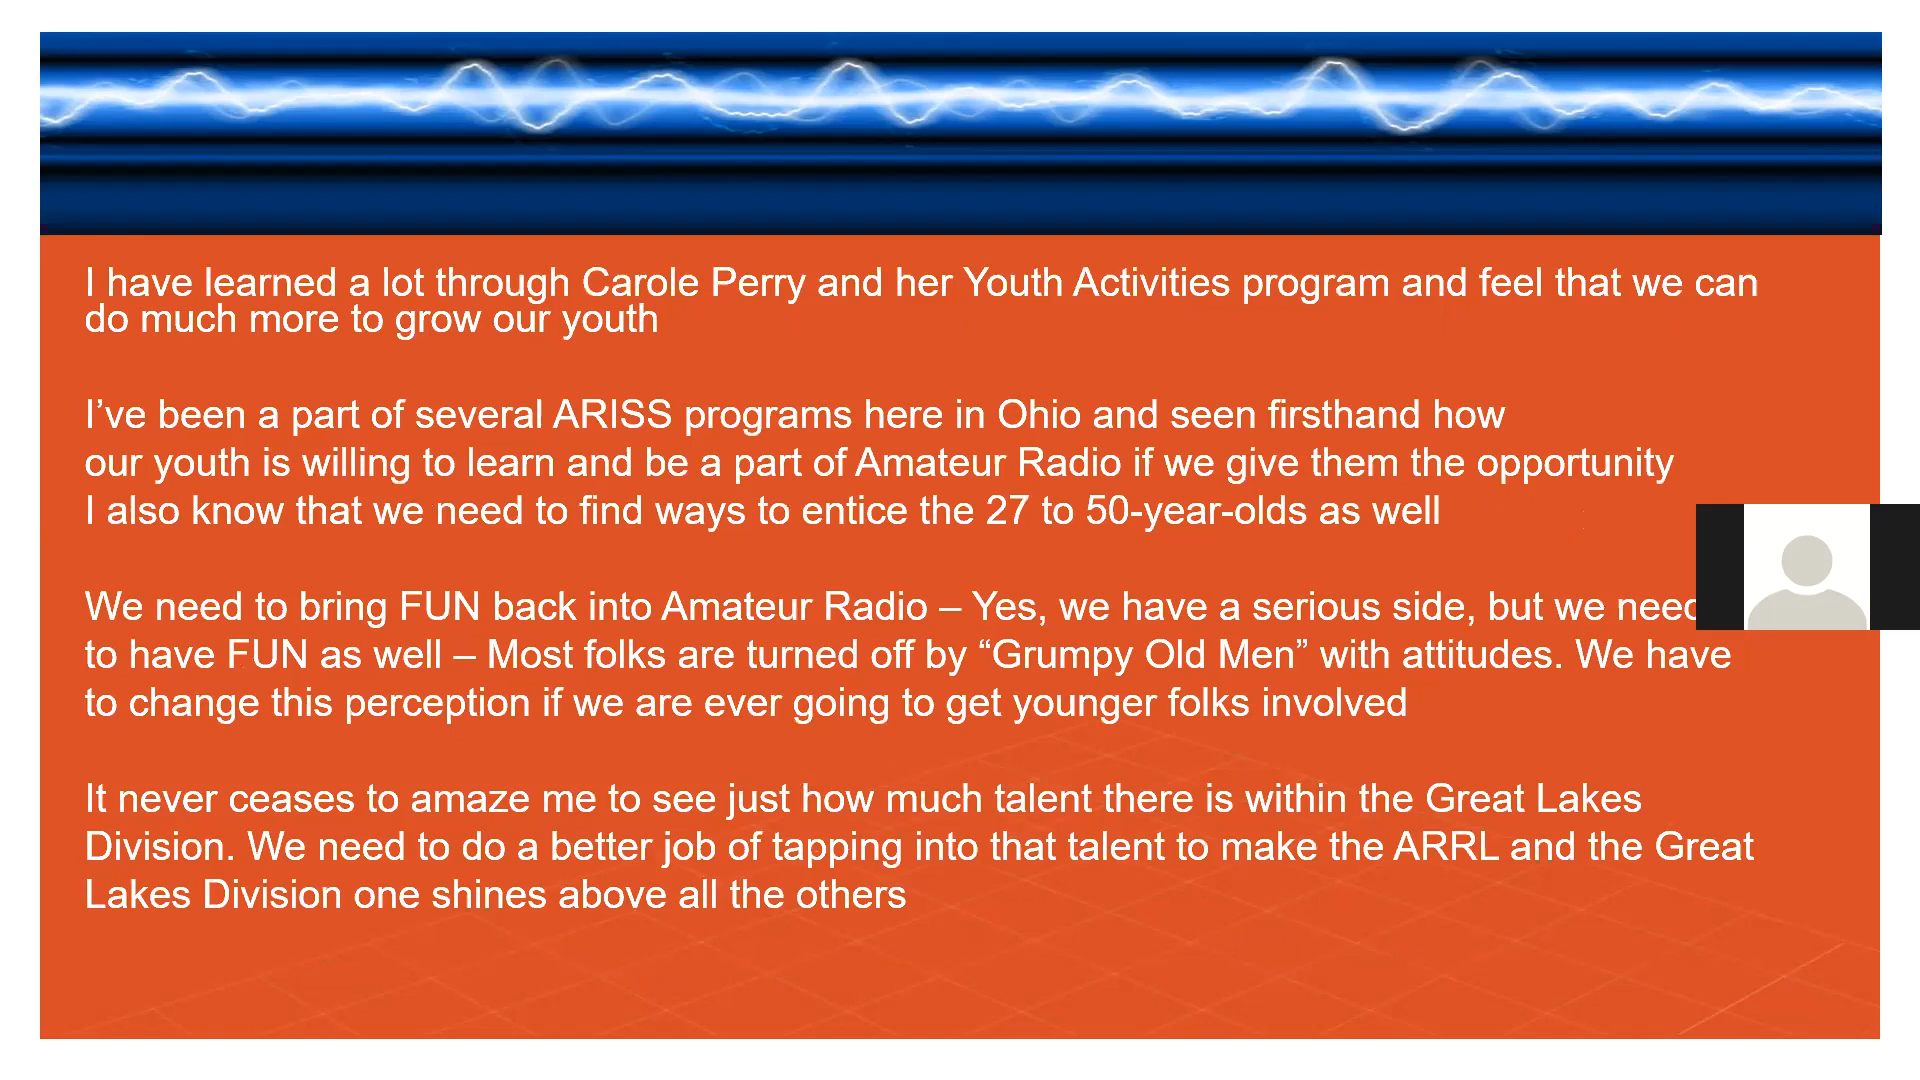 I have learned a lot through Carole Perry and her Youth Activities program and feel that we can
do much more to grow our youth
I’ve been a part of several ARISS programs here in Ohio and seen firsthand how
our youth is willing to learn and be a part of Amateur Radio if we give them the opportunity
I also know that we need to find ways to entice the 27 to 50-year-olds as well
We need to bring FUN back into Amateur Radio – Yes, we have a serious side, but we need
to have FUN as well – Most folks are turned off by “Grumpy Old Men” with attitudes. We have
to change this perception if we are ever going to get younger folks involved
It never ceases to amaze me to see just how much talent there is within the Great Lakes
Division. We need to do a better job of tapping into that talent to make the ARRL and the Great
Lakes Division one shines above all the others